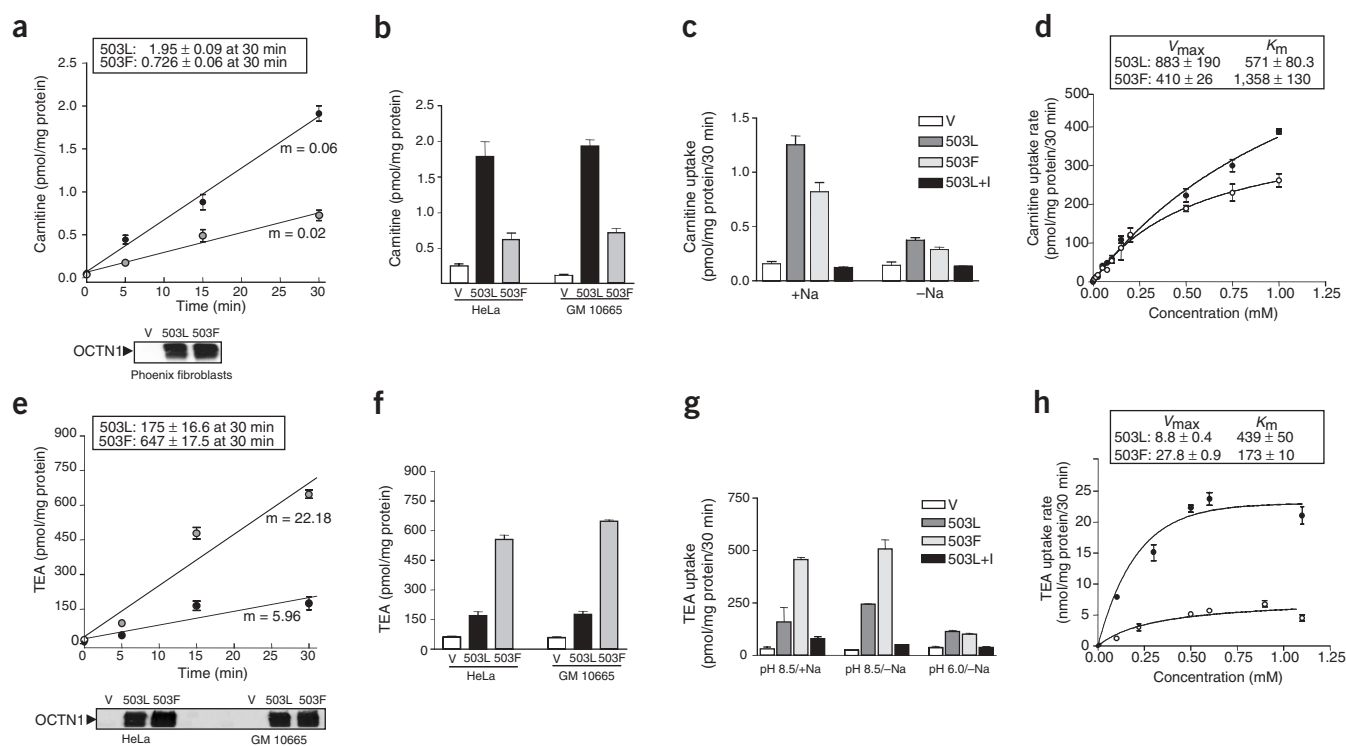 a
503L: 1.95 ± 0.09 at 30 min
503F: 0.726 ± 0.06 at 30 min
Carnitine (pmol/mg protein)
2.5
2.0
1.5
1.0
0.5
0.0
m = 0.06
m = 0.02
0 5 10 15 20 25 30
Time (min)
V 503L 503F
OCTN1
Phoenix fibroblasts
b
Carnitine (pmol/mg protein)
2.5
2.0
1.5
1.0
0.5
V 503L 503F V 503L 503F
HeLa GM 10665
c
Carnitine uptake
(pmol/mg protein/30 min)
1.5
1.0
0.5
0.0
V
503L
503F
503L+I
+Na –Na
d
Vmax Km
503L: 883 ± 190 571 ± 80.3
503F: 410 ± 26 1,358 ± 130
Carnitine uptake rate
(pmol/mg protein/30 min)
500
400
300
200
100
0
0.00 0.25 0.50 0.75 1.00 1.25
Concentration (mM)
e
503L: 175 ± 16.6 at 30 min
503F: 647 ± 17.5 at 30 min
TEA (pmol/mg protein)
900
750
600
450
300
150
0
m = 22.18
m = 5.96
0 5 10 15 20 25 30
Time (min)
V 503L 503F V 503L 503F
OCTN1
HeLa GM 10665
f
TEA (pmol/mg protein)
900
750
600
450
300
150
0
V 503L 503F V 503L 503F
HeLa GM 10665
g
TEA uptake
(pmol/mg protein/30 min)
750
500
250
0
V
503L
503F
503L+I
pH 8.5/+Na pH 8.5/–Na pH 6.0/–Na
h
Vmax Km
503L: 8.8 ± 0.4 439 ± 50
503F: 27.8 ± 0.9 173 ± 10
TEA uptake rate
(nmol/mg protein/30 min)
25
20
15
10
5
0
0.00 0.25 0.50 0.75 1.00 1.25
Concentration (mM)